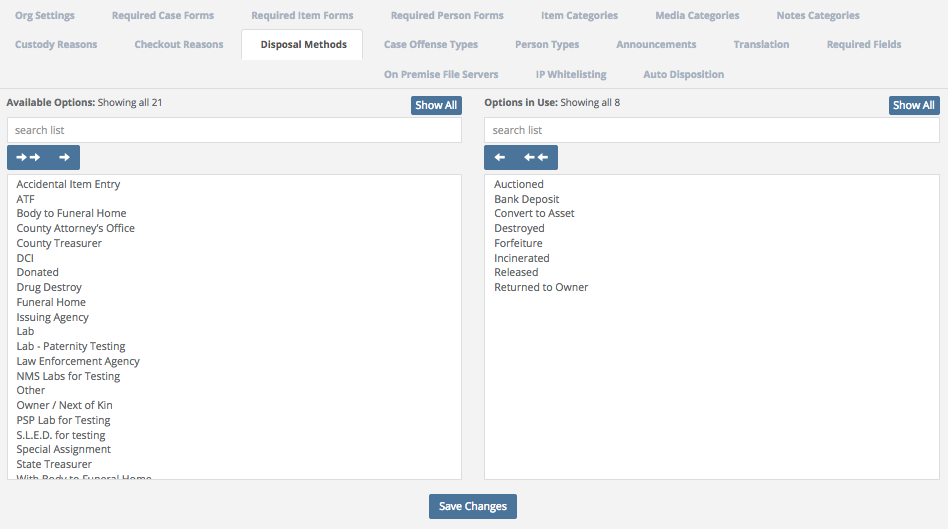 Org Settings Required Case Forms Required Item Forms Required Person Forms Item Categories Media Categories Notes Categories
Custody Reasons Checkout Reasons Disposal Methods Case Offense Types Person Types Announcements Translation Required Fields
On Premise File Servers IP Whitelisting Auto Disposition
Available Options: Showing all 21 Show All
search list
Accidental Item Entry
ATF
Body to Funeral Home
County Attorney's Office
County Treasurer
DCI
Donated
Drug Destroy
Funeral Home
Issuing Agency
Lab
Lab - Paternity Testing
Law Enforcement Agency
NMS Labs for Testing
Other
Owner / Next of Kin
PSP Lab for Testing
S.L.E.D. for testing
Special Assignment
State Treasurer
With Body to Funeral Home
Options in Use: Showing all 8 Show All
search list
Auctioned
Bank Deposit
Convert to Asset
Destroyed
Forfeiture
Incinerated
Released
Returned to Owner
Save Changes